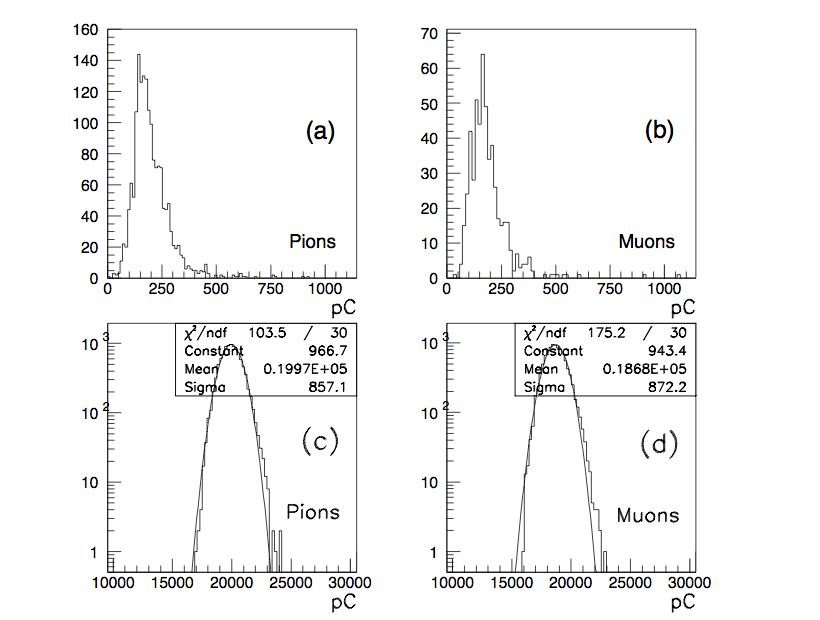 160
140
120
100
80
60
40
20
0
(a)
Pions
0 250 500 750 1000
pC
70
60
50
40
30
20
10
0
(b)
Muons
0 250 500 750 1000
pC
χ²/ndf 103.5 / 30
Constant 966.7
Mean 0.1997E+05
Sigma 857.1
10³
10²
10
1
(c)
Pions
10000 15000 20000 25000 30000
pC
χ²/ndf 175.2 / 30
Constant 943.4
Mean 0.1868E+05
Sigma 872.2
10³
10²
10
1
(d)
Muons
10000 15000 20000 25000 30000
pC